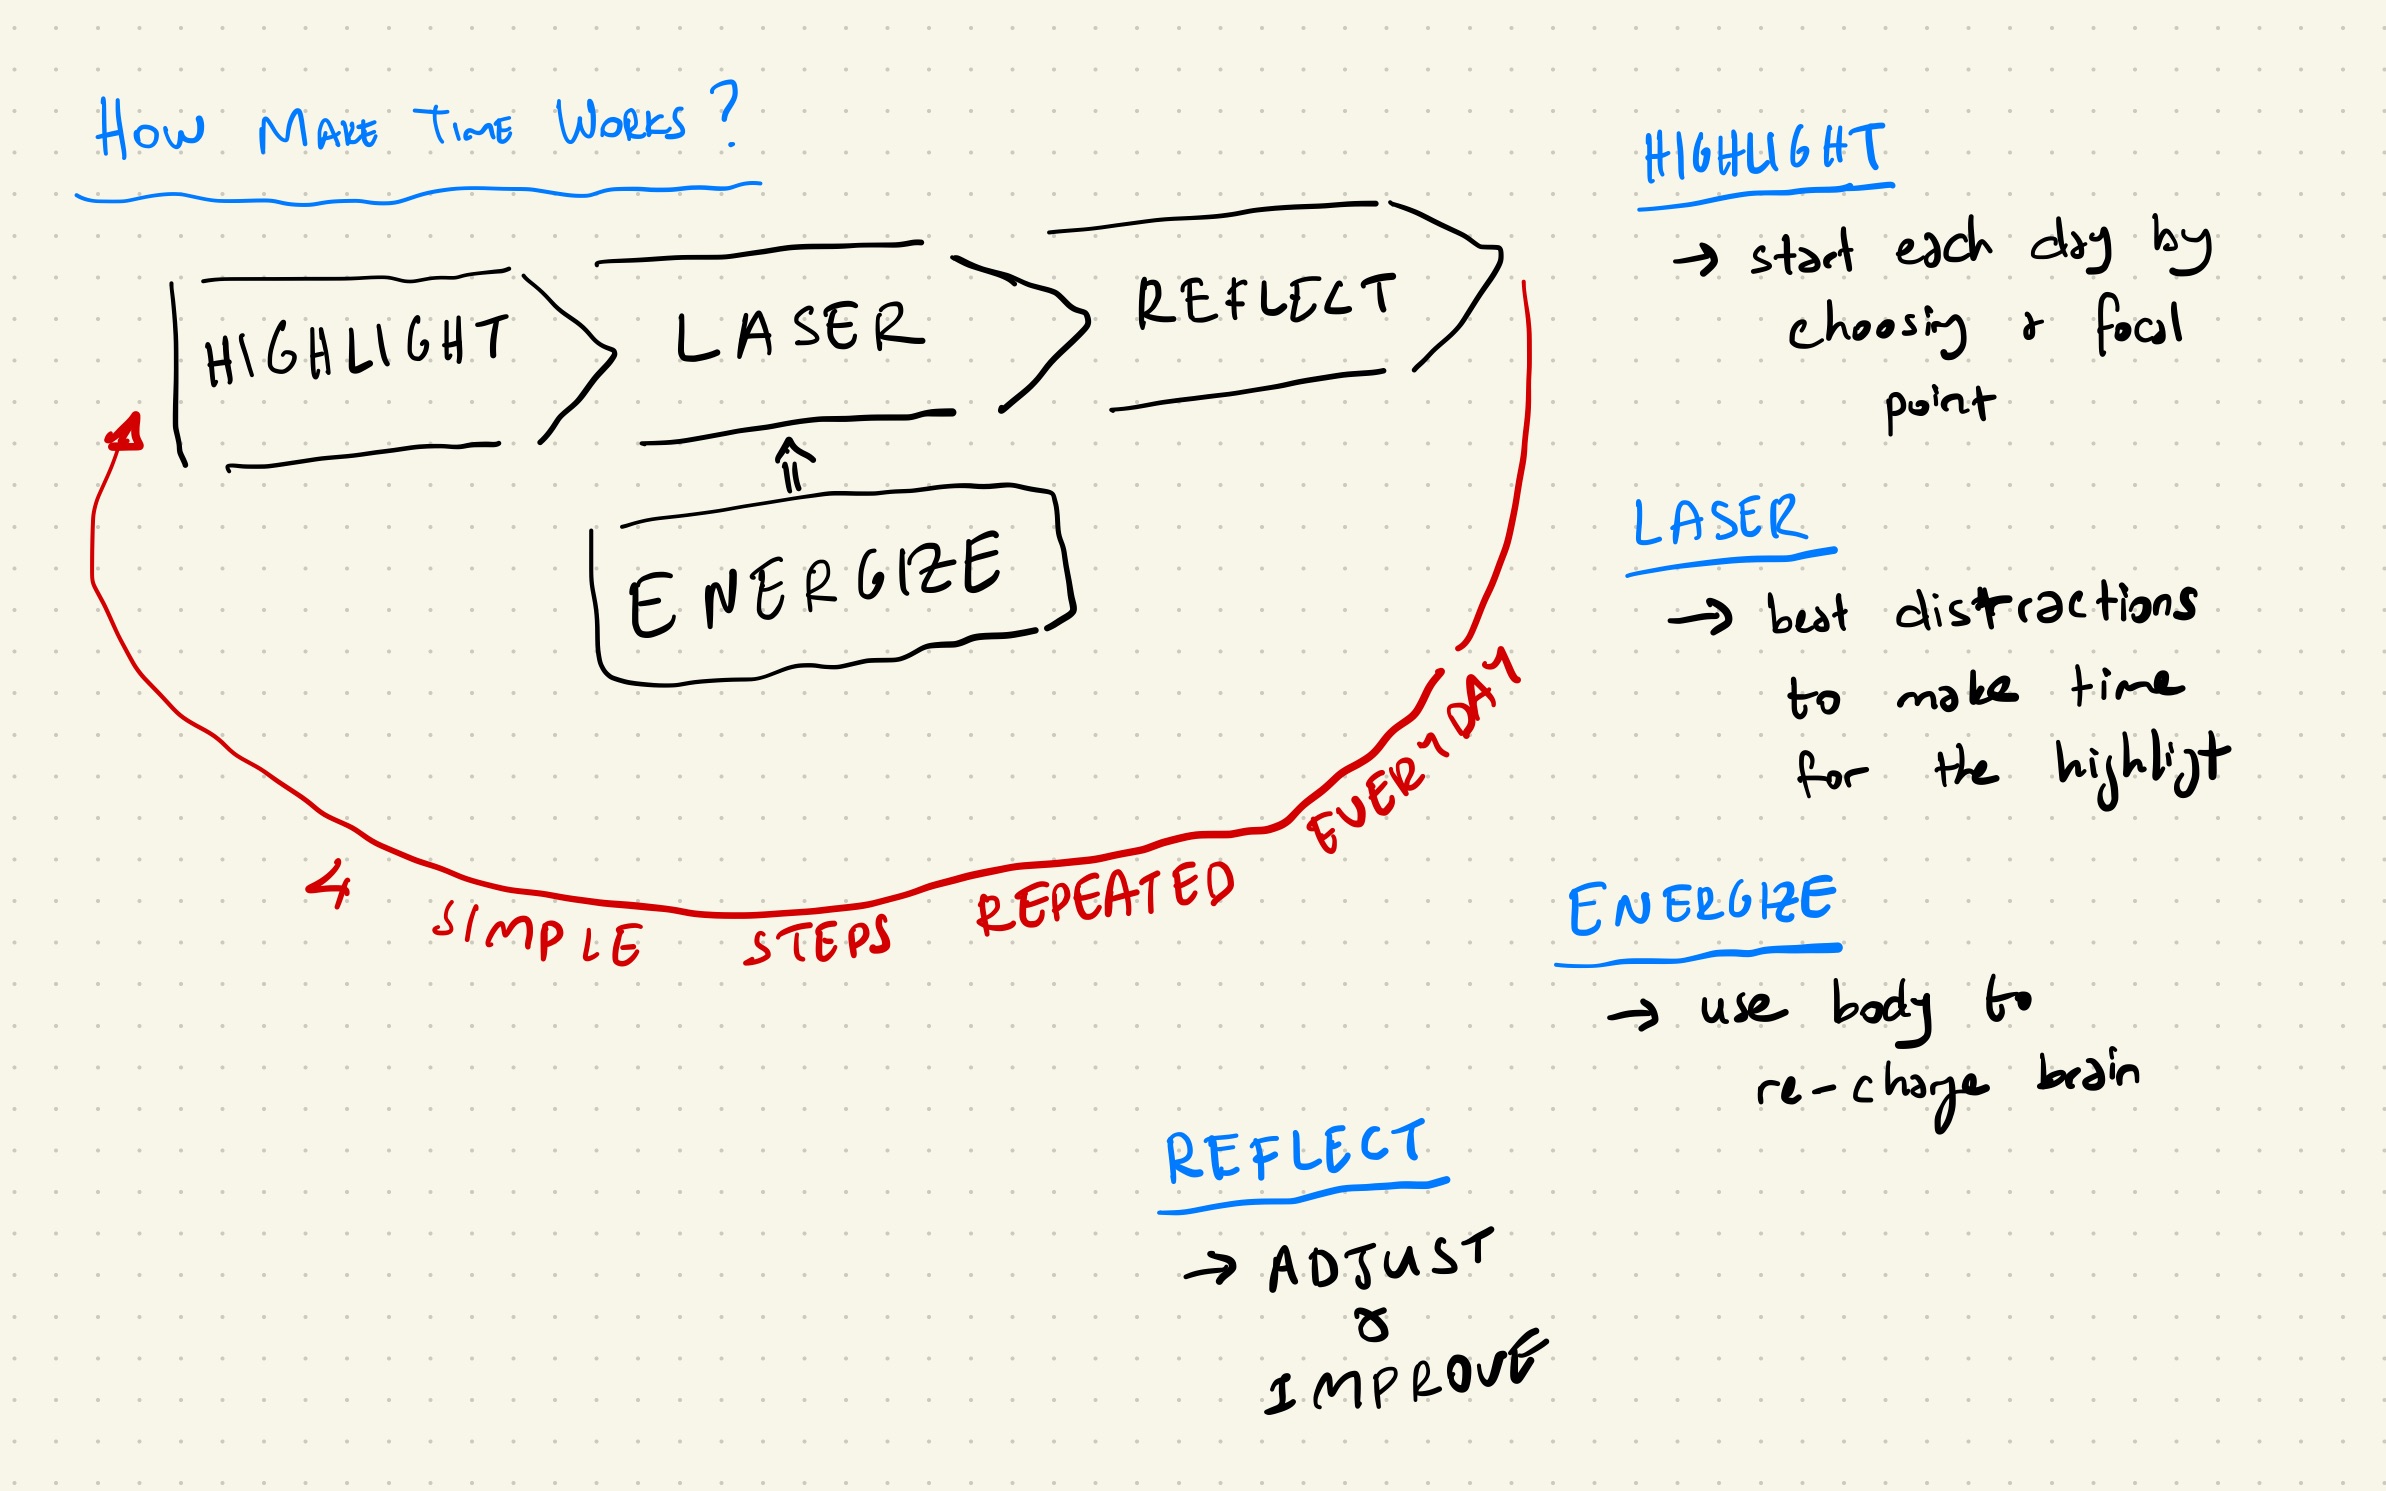 How Make Time Works?
HIGHLIGHT
LASER
REFLECT
ENERGIZE
4 SIMPLE STEPS REPEATED EVERYDAY
HIGHLIGHT
→ start each day by
choosing a focal
point
LASER
→ beat distractions
to make time
for the highligt
ENERGIZE
→ use body to
re-charge brain
REFLECT
→ ADJUST
&
IMPROVE